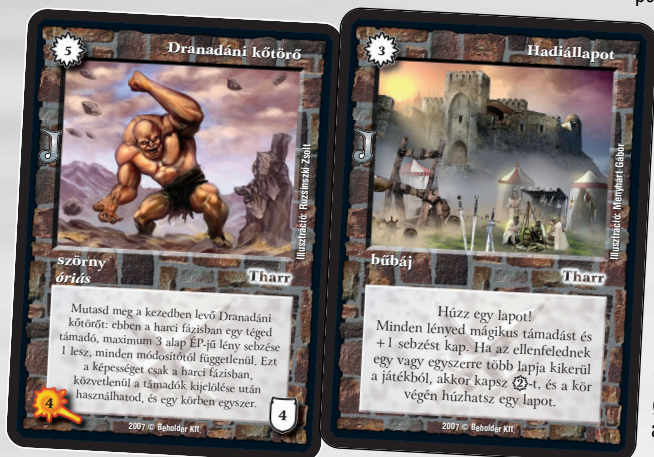 5
Dranadáni kőtörő
J
Illusztráció: Ruzsinszki Zsolt
szörny
óriás
Tharr
Mutasd meg a kezedben levő Dranadáni
kőtörőt: ebben a harci fázisban egy téged
támadó, maximum 3 alap ÉP-jű lény sebzése
1 lesz, minden módosítótól függetlenül. Ezt
a képességet csak a harci fázisban,
közvetlenül a támadók kijelölése után
használhatod, és egy körben egyszer.
4
4
2007 © Beholder Kft.
3
Hadiállapot
J
Illusztráció: Menyhárt Gábor
bűbáj
Tharr
Húzz egy lapot!
Minden lényed mágikus támadást és
+1 sebzést kap. Ha az ellenfelednek
egy vagy egyszerre több lapja kikerül
a játékból, akkor kapsz 2-t, és a kör
végén húzhatsz egy lapot.
2007 © Beholder Kft.